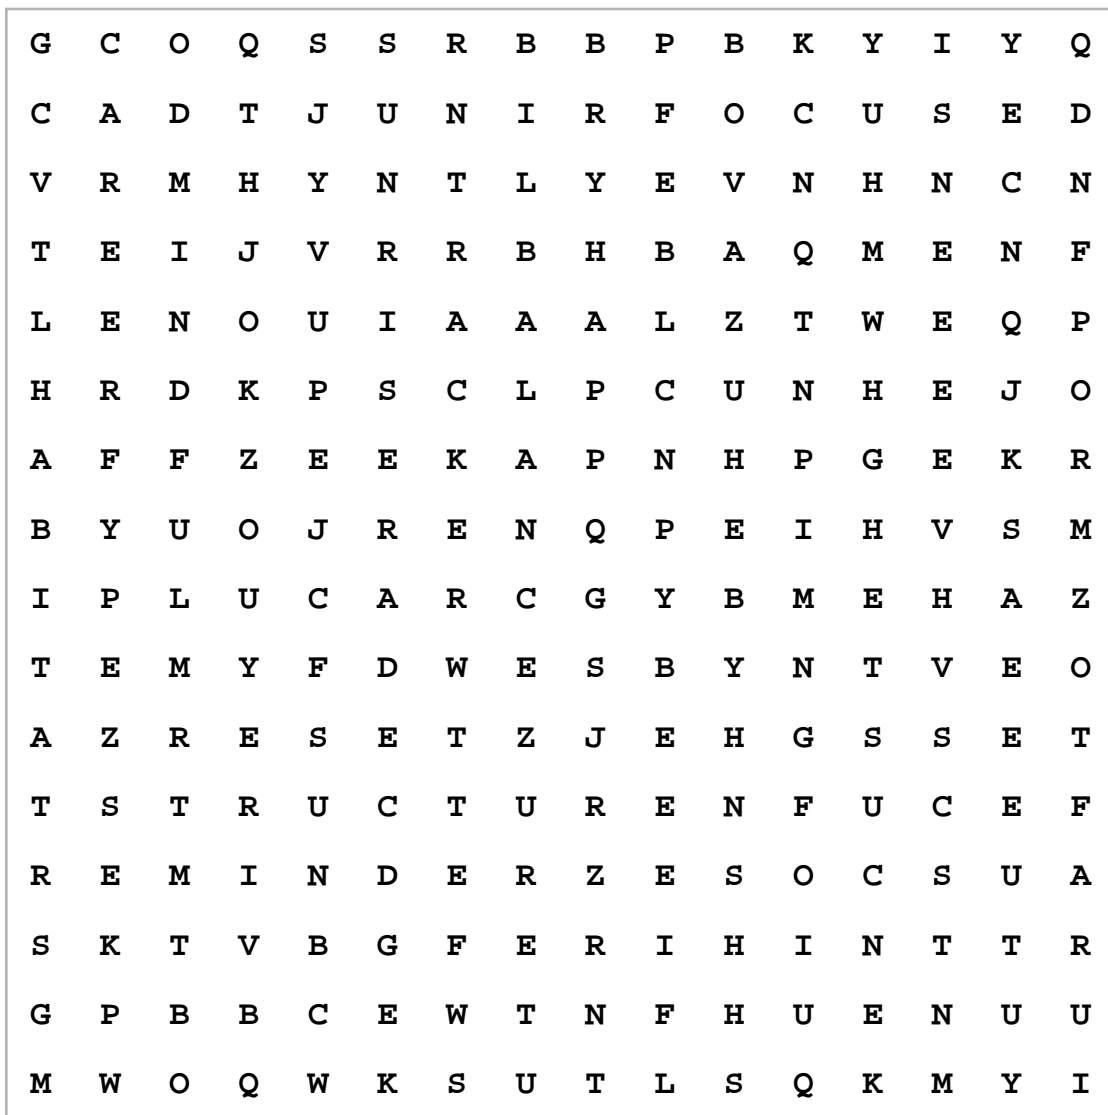 G C O Q S S R B B P B K Y I Y Q
C A D T J U N I R F O C U S E D
V R M H Y N T L Y E V N H N C N
T E I J V R R B H B A Q M E N F
L E N O U I A A A L Z T W E Q P
H R D K P S C L P C U N H E J O
A F F Z E E K A P N H P G E K R
B Y U O J R E N Q P E I H V S M
I P L U C A R C G Y B M E H A Z
T E M Y F D W E S B Y N T V E O
A Z R E S E T Z J E H G S S E T
T S T R U C T U R E N F U C E F
R E M I N D E R Z E S O C S U A
S K T V B G F E R I H I N T T R
G P B B C E W T N F H U E N U U
M W O Q W K S U T L S Q K M Y I